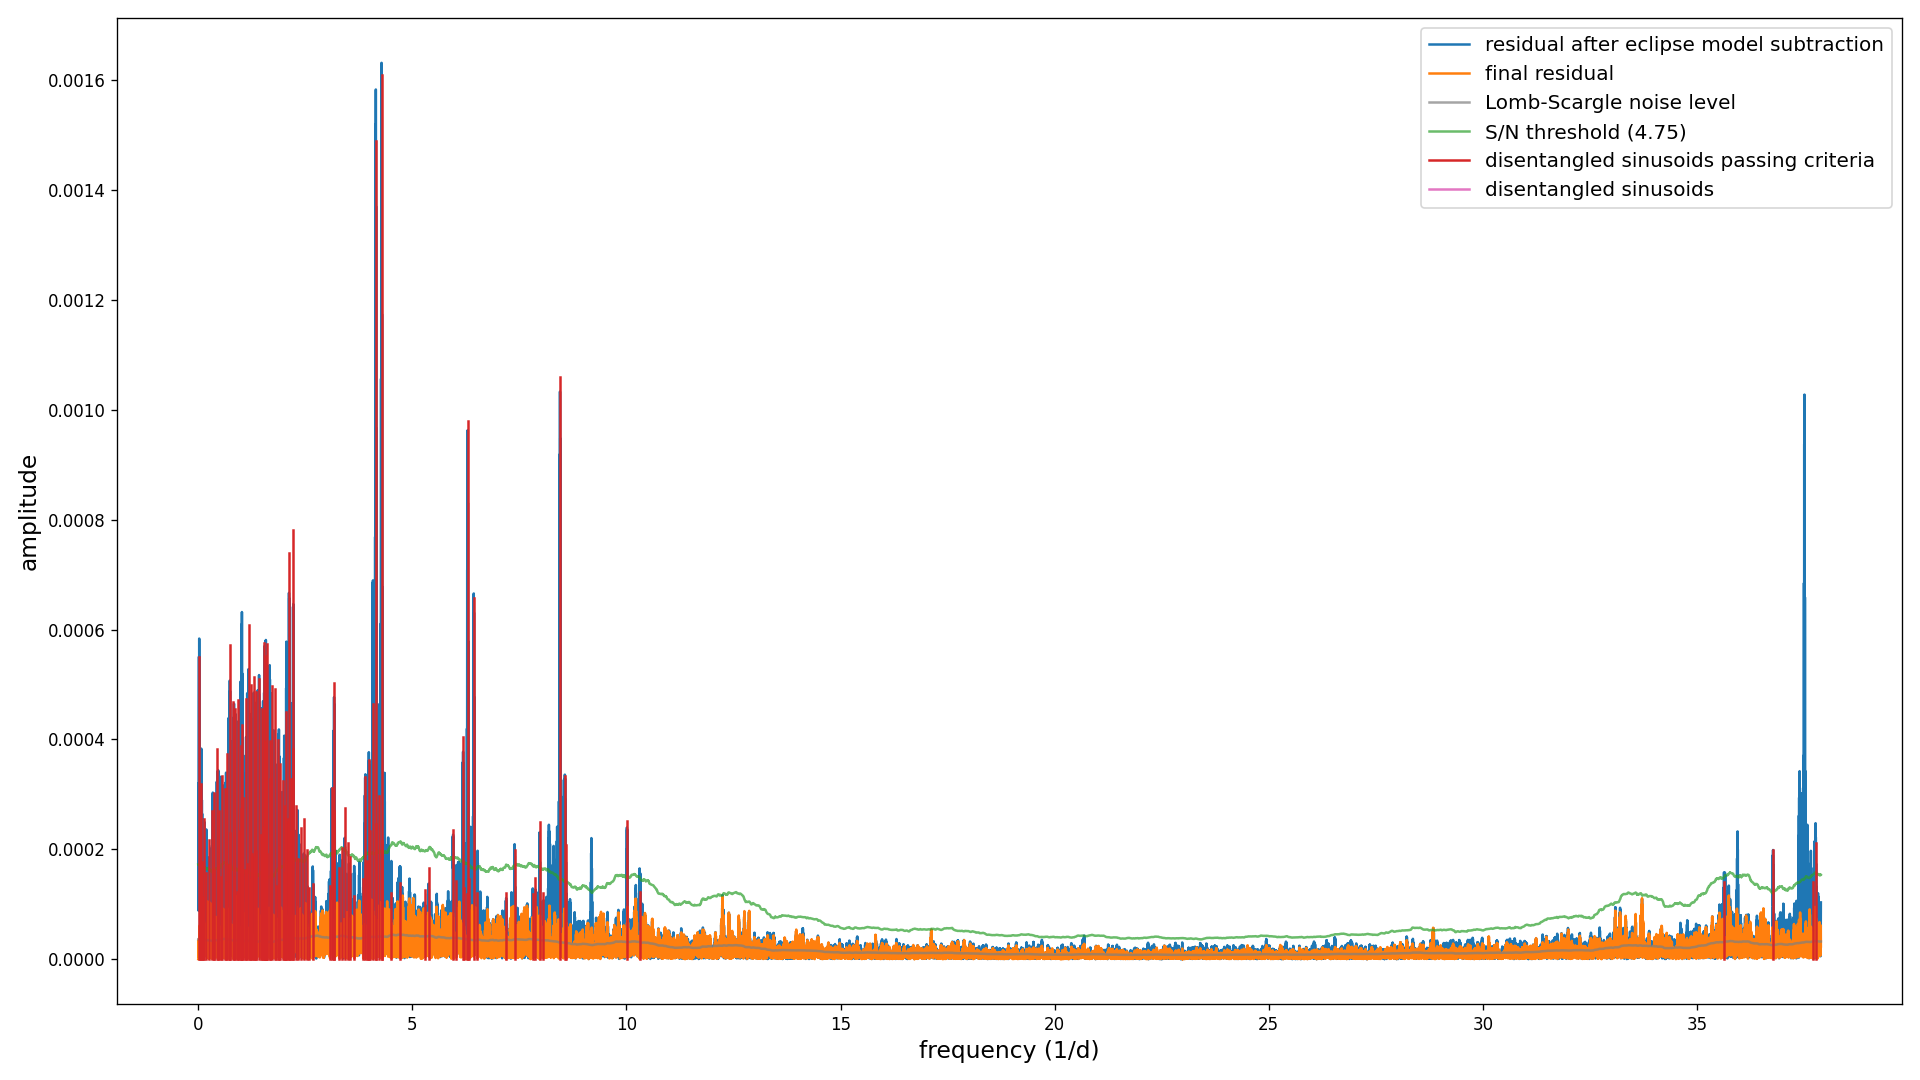 residual after eclipse model subtraction
final residual
Lomb-Scargle noise level
S/N threshold (4.75)
disentangled sinusoids passing criteria
disentangled sinusoids
0.0016
0.0014
0.0012
0.0010
0.0008
0.0006
0.0004
0.0002
0.0000
amplitude
0 5 10 15 20 25 30 35
frequency (1/d)